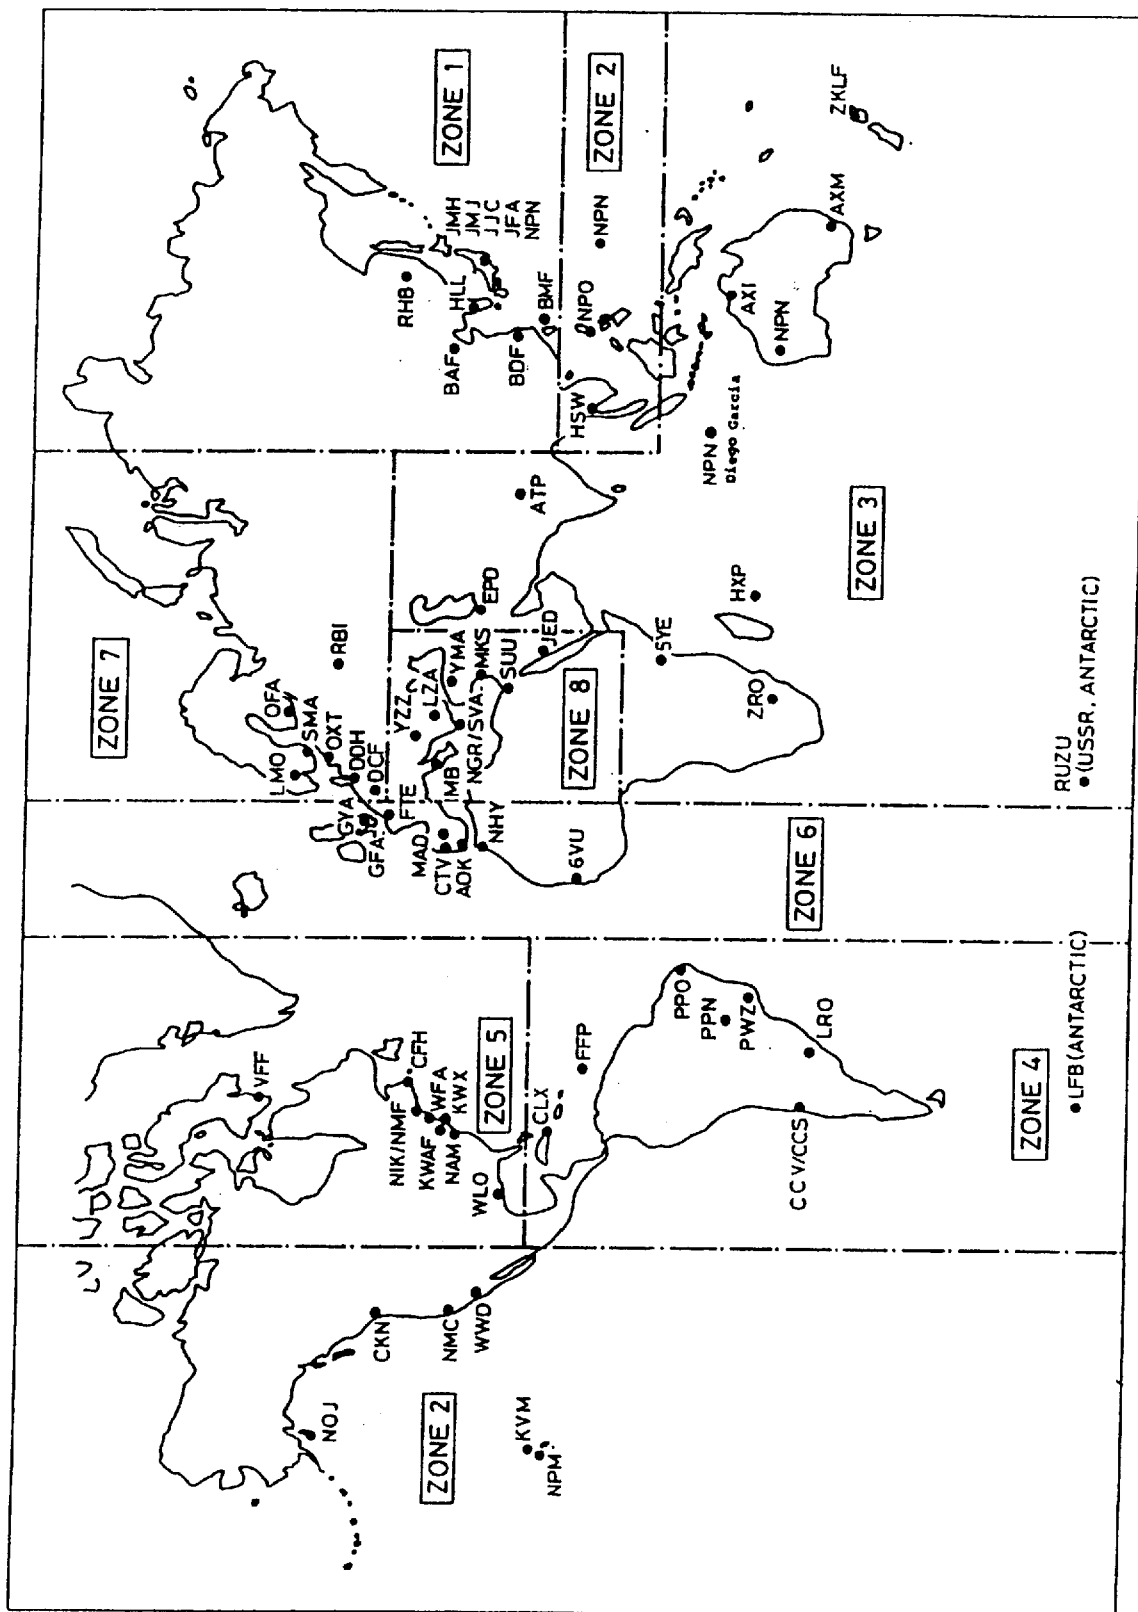 ZONE 7
ZONE 1
ZONE 2
VFF
LMO
OFA
SMA
OXT
DDH
DCF
RBI
GYA
GFA
FTE
RHB
HLL
JMH
JMJ
JJC
JFA
NPN
NOJ
CKN
NIK/NMF
CFH
WFA
KWAF
KWX
NAM
ZONE 5
MAD
CTV
AOK
NHY
IMB
YZZ
LZA
YMA
NGR/SVA
MKS
SUU
EPD
BAF
BDF
BMF
ZONE 2
NMC
WWD
WLO
CLX
FFP
KVM
NPM
6VU
ZONE 8
JED
ATP
HSW
NPO
NPN
5YE
PPO
PPN
PWZ
LRO
CCV/CCS
ZONE 6
ZRO
HXP
NPN
Diego Garcia
AXI
NPN
AXM
ZKLF
ZONE 3
ZONE 4
LFB (ANTARCTIC)
RUZU
(USSR, ANTARCTIC)